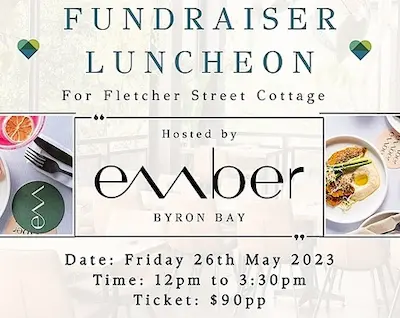 FUNDRAISER
LUNCHEON
For Fletcher Street Cottage
Hosted by
ember
BYRON BAY
Date: Friday 26th May 2023
Time: 12pm to 3:30pm
Ticket: $90pp